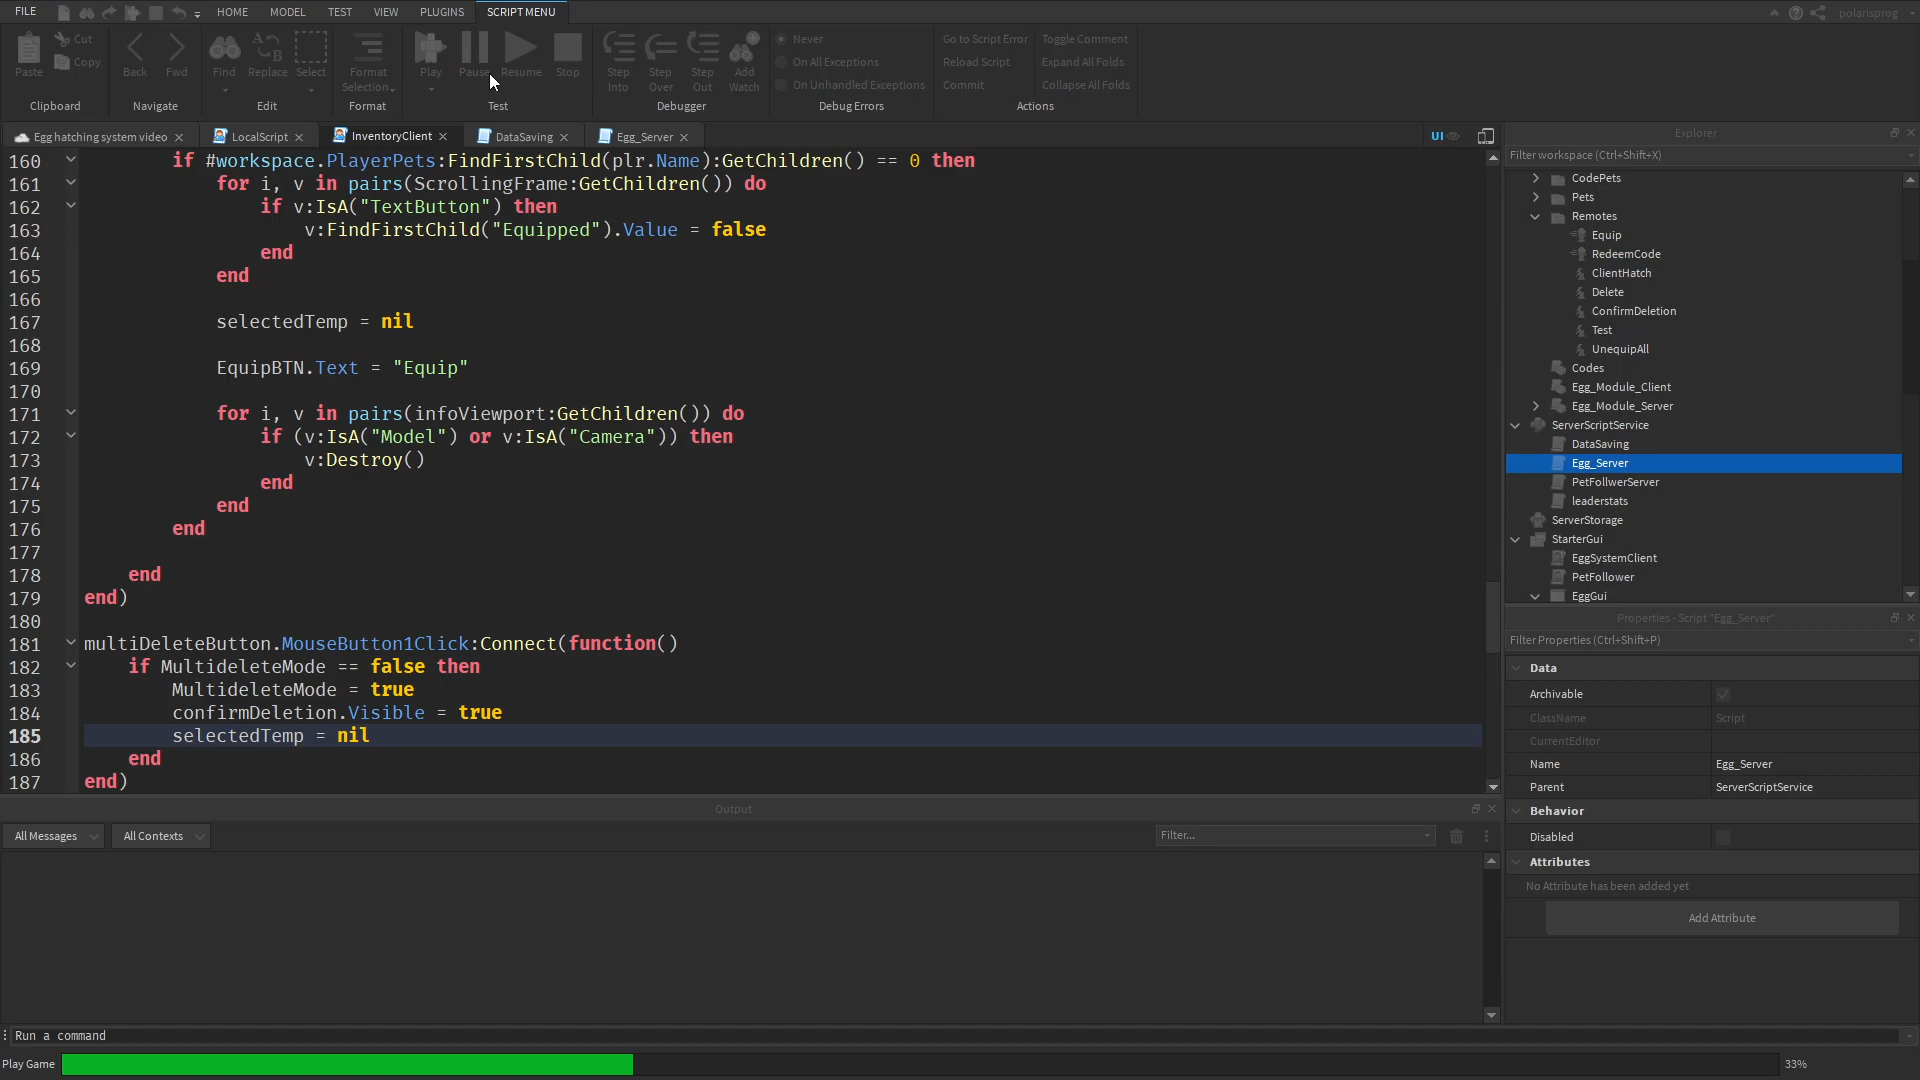 FILE HOME MODEL TEST VIEW PLUGINS SCRIPT MENU polarisprog
Paste Cut Copy Back Fwd Find Replace Select Format Selection Play Pause Resume Stop Step Into Step Over Step Out Add Watch
Never
On All Exceptions
On Unhandled Exceptions
Go to Script Error Toggle Comment
Reload Script Expand All Folds
Commit Collapse All Folds
Clipboard Navigate Edit Format Test Debugger Debug Errors Actions
Egg hatching system video LocalScript InventoryClient DataSaving Egg_Server UI
160 if #workspace.PlayerPets:FindFirstChild(plr.Name):GetChildren() == 0 then
161 for i, v in pairs(ScrollingFrame:GetChildren()) do
162 if v:IsA("TextButton") then
163 v:FindFirstChild("Equipped").Value = false
164 end
165 end
166
167 selectedTemp = nil
168
169 EquipBTN.Text = "Equip"
170
171 for i, v in pairs(infoViewport:GetChildren()) do
172 if (v:IsA("Model") or v:IsA("Camera")) then
173 v:Destroy()
174 end
175 end
176 end
177
178 end
179 end)
180
181 multiDeleteButton.MouseButton1Click:Connect(function()
182 if MultideleteMode == false then
183 MultideleteMode = true
184 confirmDeletion.Visible = true
185 selectedTemp = nil
186 end
187 end)
Explorer
Filter workspace (Ctrl+Shift+X)
CodePets
Pets
Remotes
Equip
RedeemCode
ClientHatch
Delete
ConfirmDeletion
Test
UnequipAll
Codes
Egg_Module_Client
Egg_Module_Server
ServerScriptService
DataSaving
Egg_Server
PetFollwerServer
leaderstats
ServerStorage
StarterGui
EggSystemClient
PetFollower
EggGui
Properties - Script "Egg_Server"
Filter Properties (Ctrl+Shift+P)
Data
Archivable
ClassName Script
CurrentEditor
Name Egg_Server
Parent ServerScriptService
Behavior
Disabled
Attributes
No Attribute has been added yet
Add Attribute
Output
All Messages All Contexts Filter...
Run a command
Play Game 33%